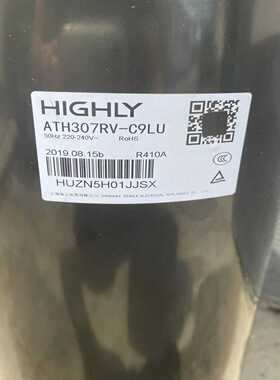 HIGHLY
ATH307RV-C9LU
50Hz 220-240V~ RoHS
2019.08.15b R410A
HUZN5H01JJSX